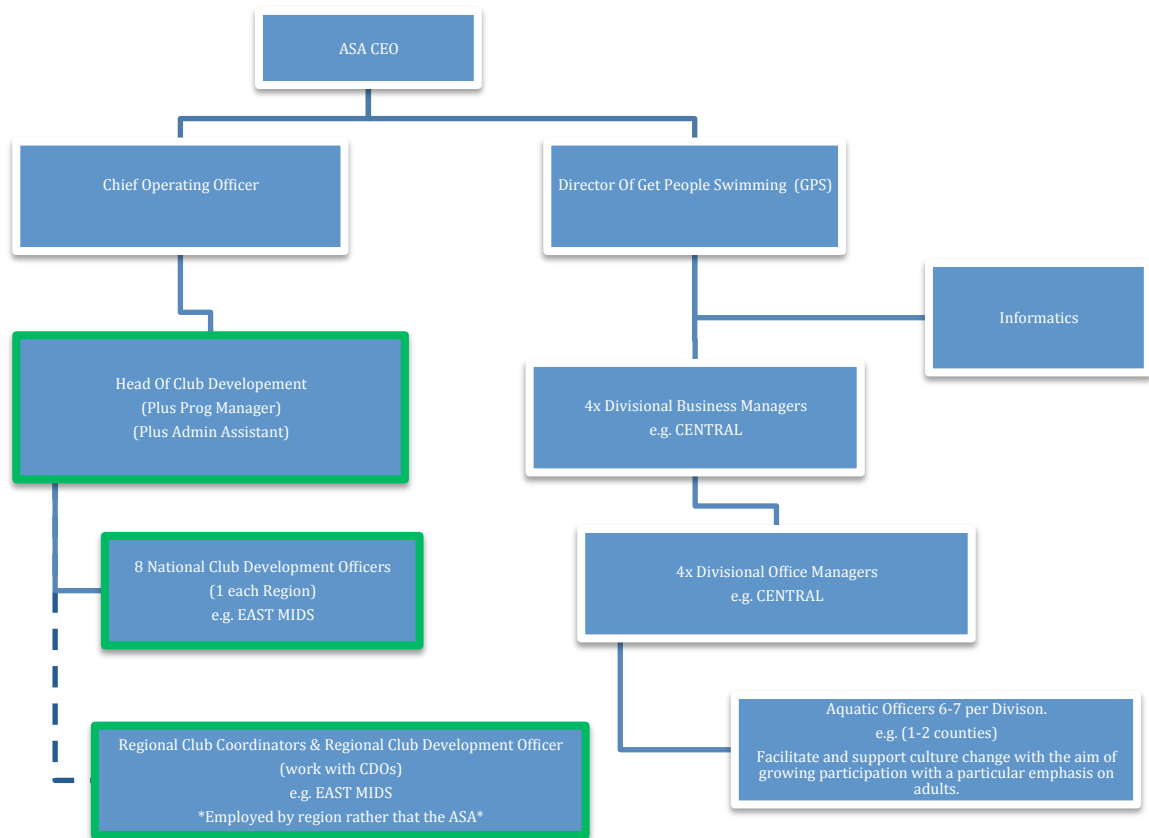 ASA CEO
Chief Operating Officer
Director Of Get People Swimming (GPS)
Informatics
Head Of Club Developement
(Plus Prog Manager)
(Plus Admin Assistant)
4x Divisional Business Managers
e.g. CENTRAL
8 National Club Development Officers
(1 each Region)
e.g. EAST MIDS
4x Divisional Office Managers
e.g. CENTRAL
Regional Club Coordinators & Regional Club Development Officer
(work with CDOs)
e.g. EAST MIDS
*Employed by region rather that the ASA*
Aquatic Officers 6-7 per Divison.
e.g. (1-2 counties)
Facilitate and support culture change with the aim of
growing participation with a particular emphasis on
adults.